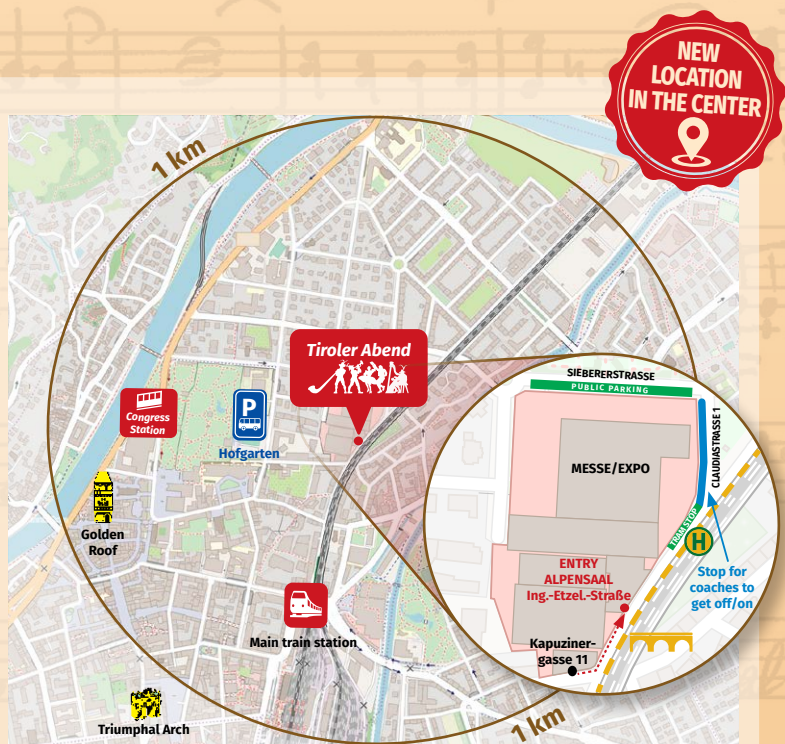 NEW
LOCATION
IN THE CENTER
1 km
Tiroler Abend
Congress
Station
P
Hofgarten
Golden
Roof
Main train station
Triumphal Arch
1 km
SIEBERERSTRASSE
PUBLIC PARKING
MESSE/EXPO
CLAUDIASTRASSE 1
TRAM STOP
H
ENTRY
ALPENSAAL
Ing.-Etzel.-Straße
Stop for
coaches to
get off/on
Kapuziner-
gasse 11